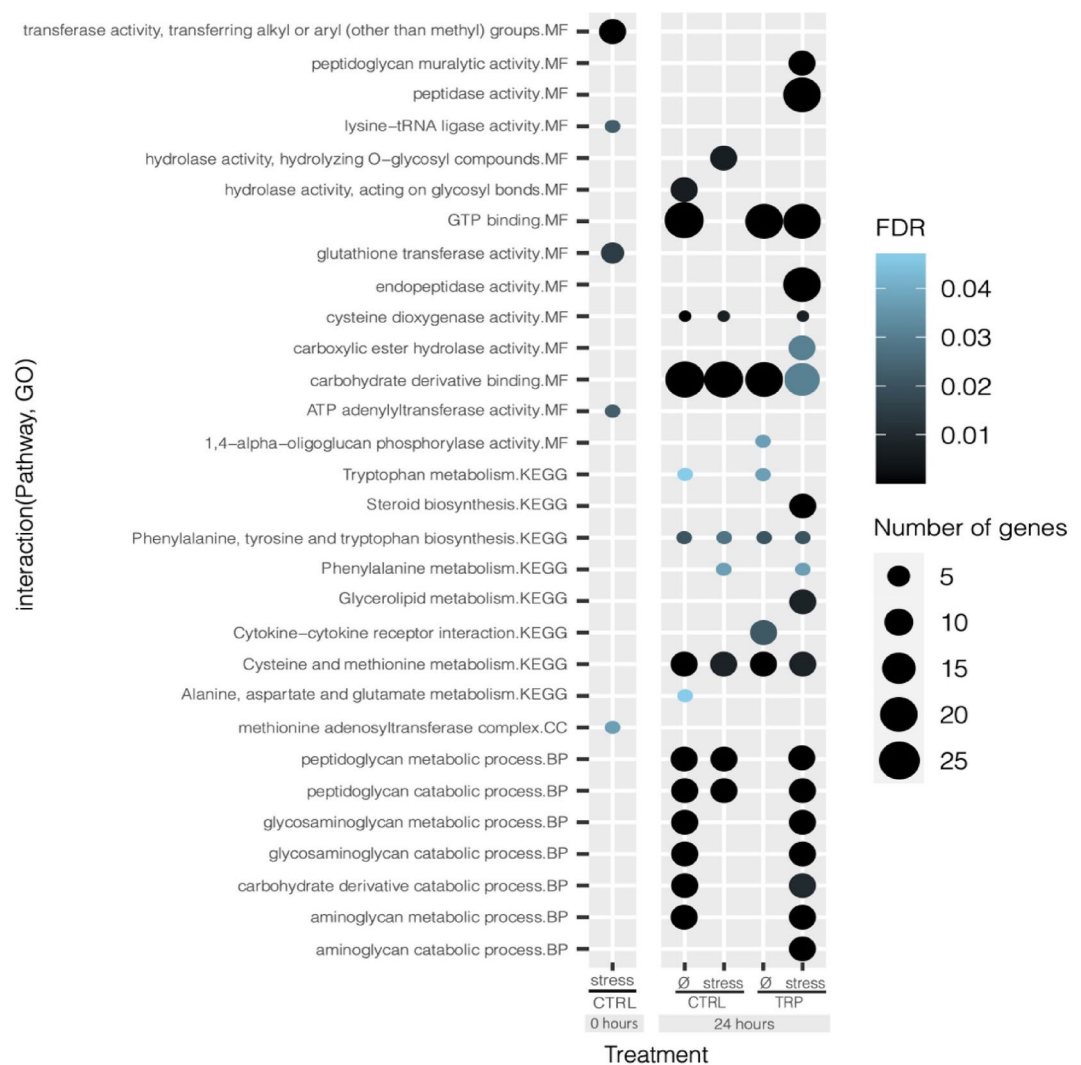 transferase activity, transferring alkyl or aryl (other than methyl) groups.MF
peptidoglycan muralytic activity.MF
peptidase activity.MF
lysine−tRNA ligase activity.MF
hydrolase activity, hydrolyzing O−glycosyl compounds.MF
hydrolase activity, acting on glycosyl bonds.MF
GTP binding.MF
glutathione transferase activity.MF
endopeptidase activity.MF
cysteine dioxygenase activity.MF
carboxylic ester hydrolase activity.MF
carbohydrate derivative binding.MF
ATP adenylyltransferase activity.MF
1,4−alpha−oligoglucan phosphorylase activity.MF
Tryptophan metabolism.KEGG
Steroid biosynthesis.KEGG
Phenylalanine, tyrosine and tryptophan biosynthesis.KEGG
Phenylalanine metabolism.KEGG
Glycerolipid metabolism.KEGG
Cytokine−cytokine receptor interaction.KEGG
Cysteine and methionine metabolism.KEGG
Alanine, aspartate and glutamate metabolism.KEGG
methionine adenosyltransferase complex.CC
peptidoglycan metabolic process.BP
peptidoglycan catabolic process.BP
glycosaminoglycan metabolic process.BP
glycosaminoglycan catabolic process.BP
carbohydrate derivative catabolic process.BP
aminoglycan metabolic process.BP
aminoglycan catabolic process.BP
interaction(Pathway, GO)
stress Ø stress Ø stress
CTRL CTRL TRP
0 hours 24 hours
Treatment
FDR
0.04
0.03
0.02
0.01
Number of genes
5
10
15
20
25